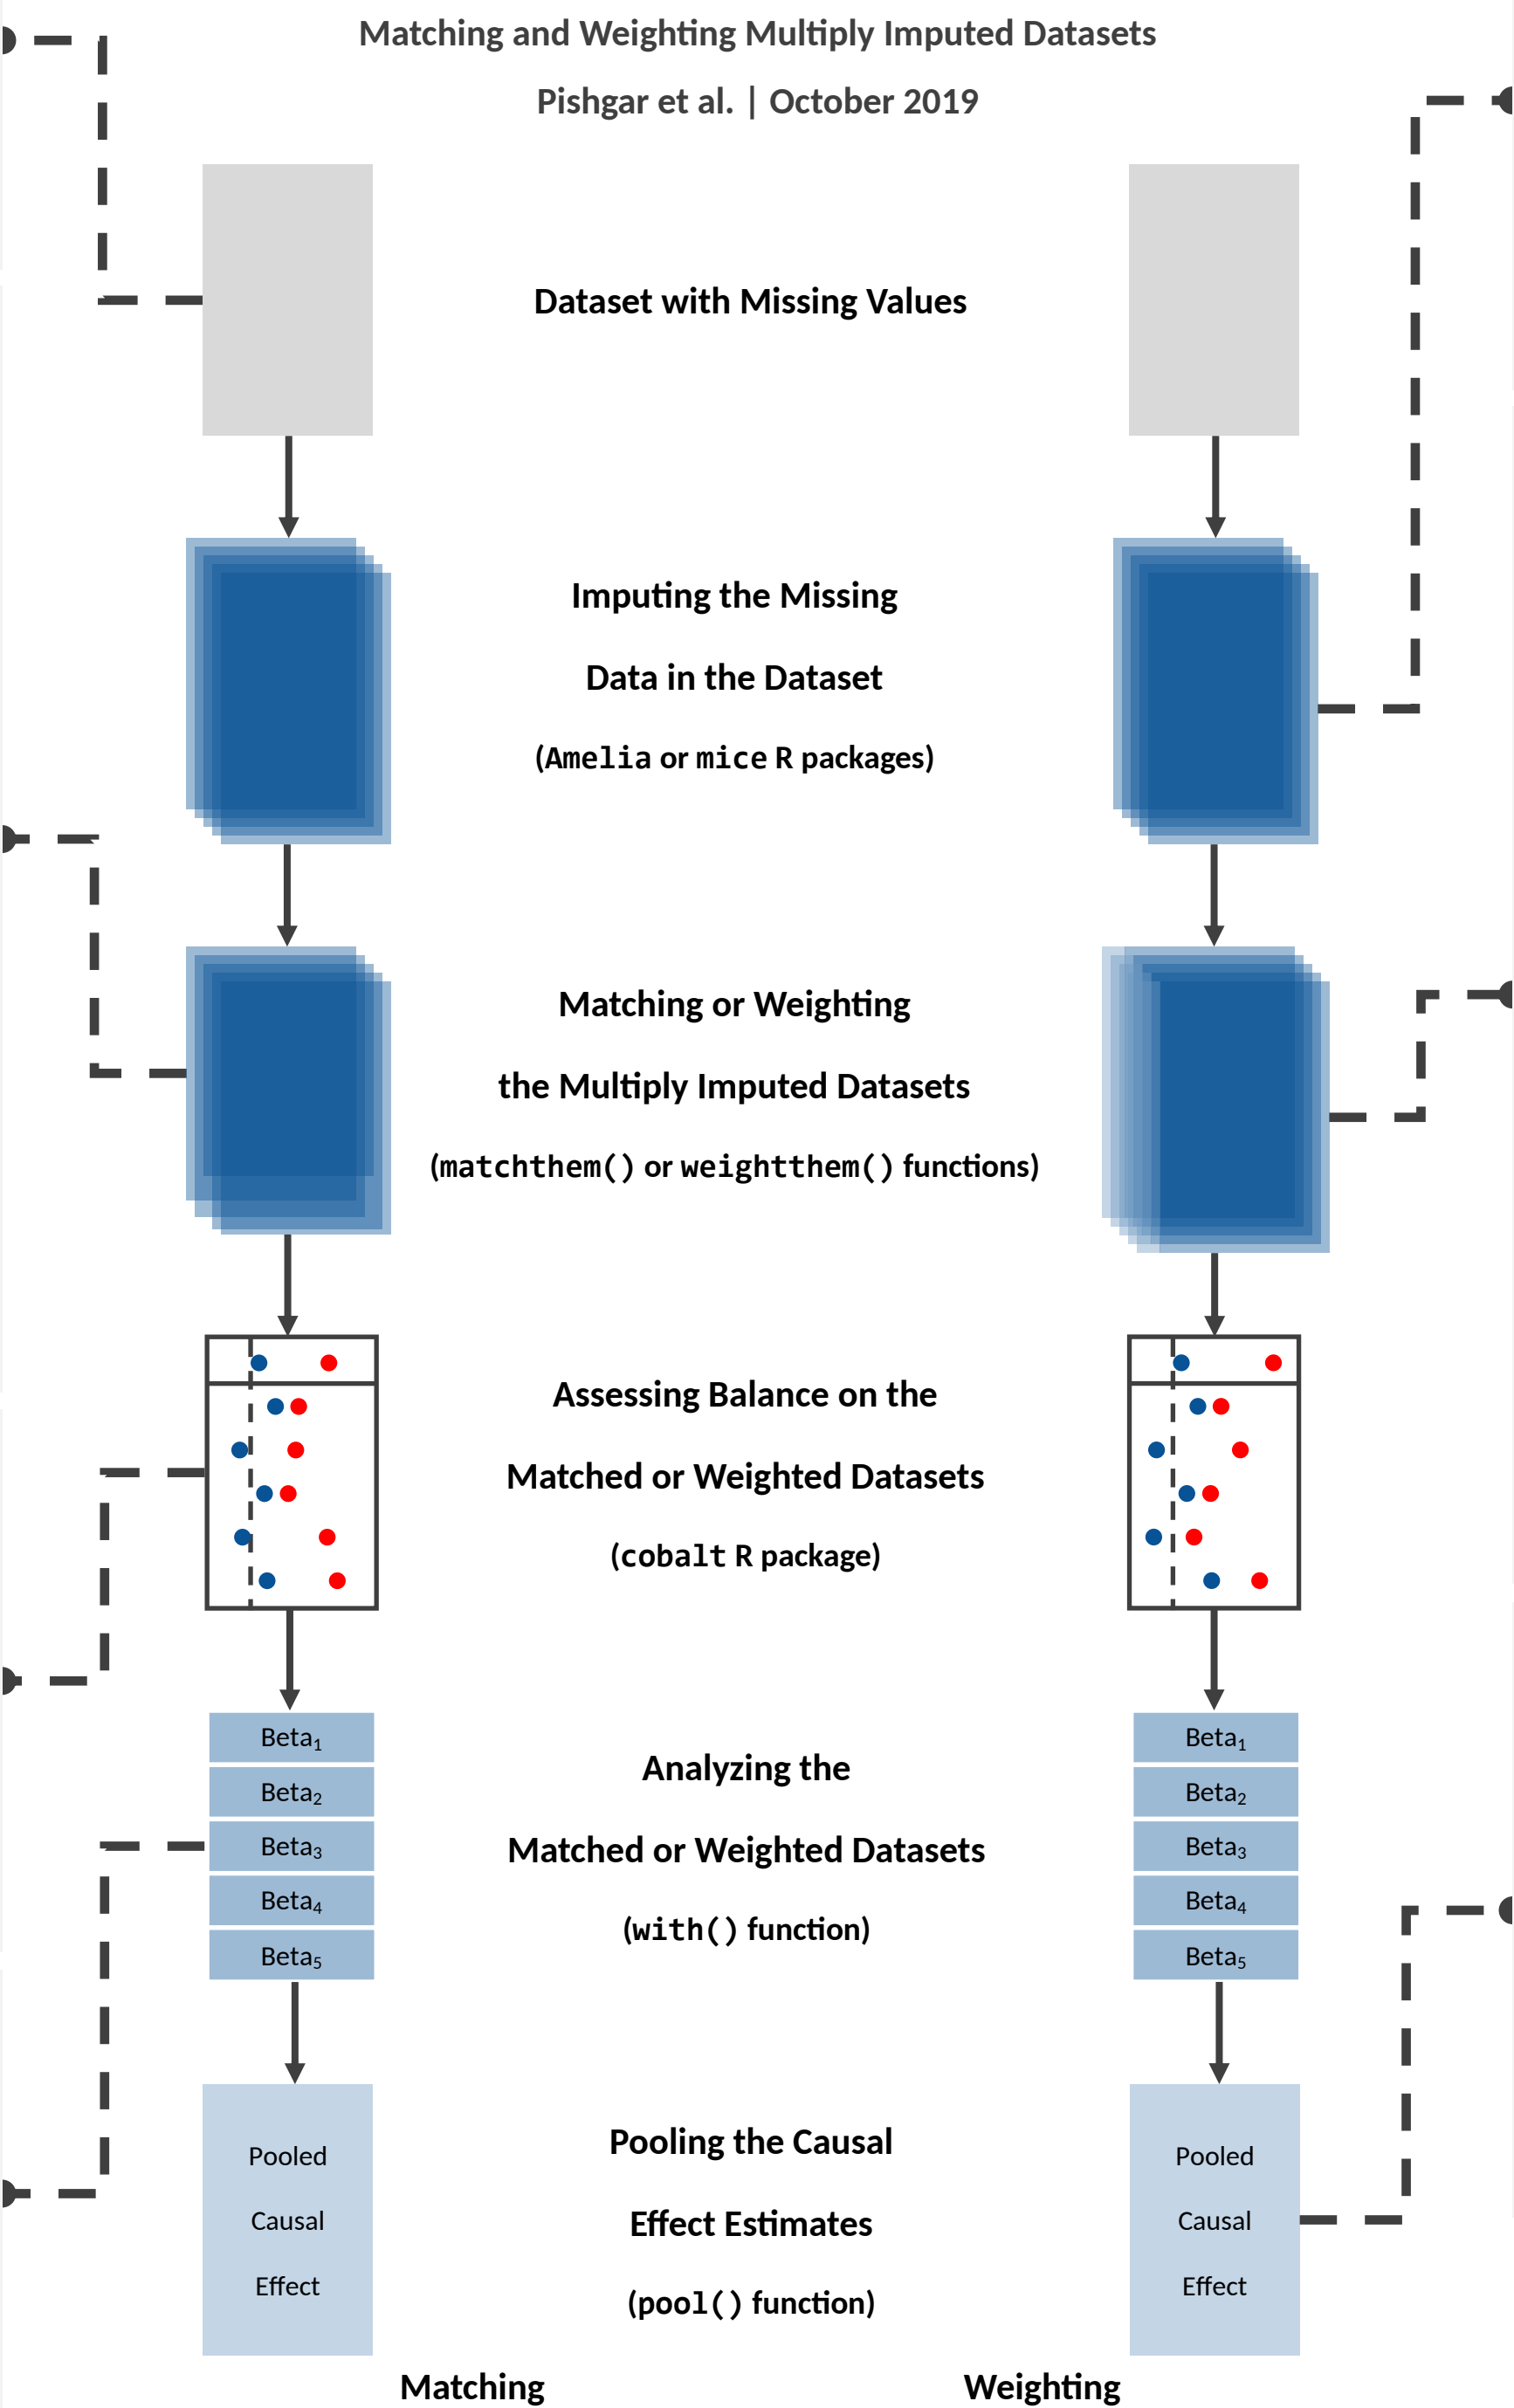 Matching and Weighting Multiply Imputed Datasets
Pishgar et al. | October 2019
Dataset with Missing Values
Imputing the Missing
Data in the Dataset
(Amelia or mice R packages)
Matching or Weighting
the Multiply Imputed Datasets
(matchthem() or weightthem() functions)
Assessing Balance on the
Matched or Weighted Datasets
(cobalt R package)
Beta1
Beta2
Beta3
Beta4
Beta5
Analyzing the
Matched or Weighted Datasets
(with() function)
Beta1
Beta2
Beta3
Beta4
Beta5
Pooled
Causal
Effect
Pooling the Causal
Effect Estimates
(pool() function)
Pooled
Causal
Effect
Matching
Weighting